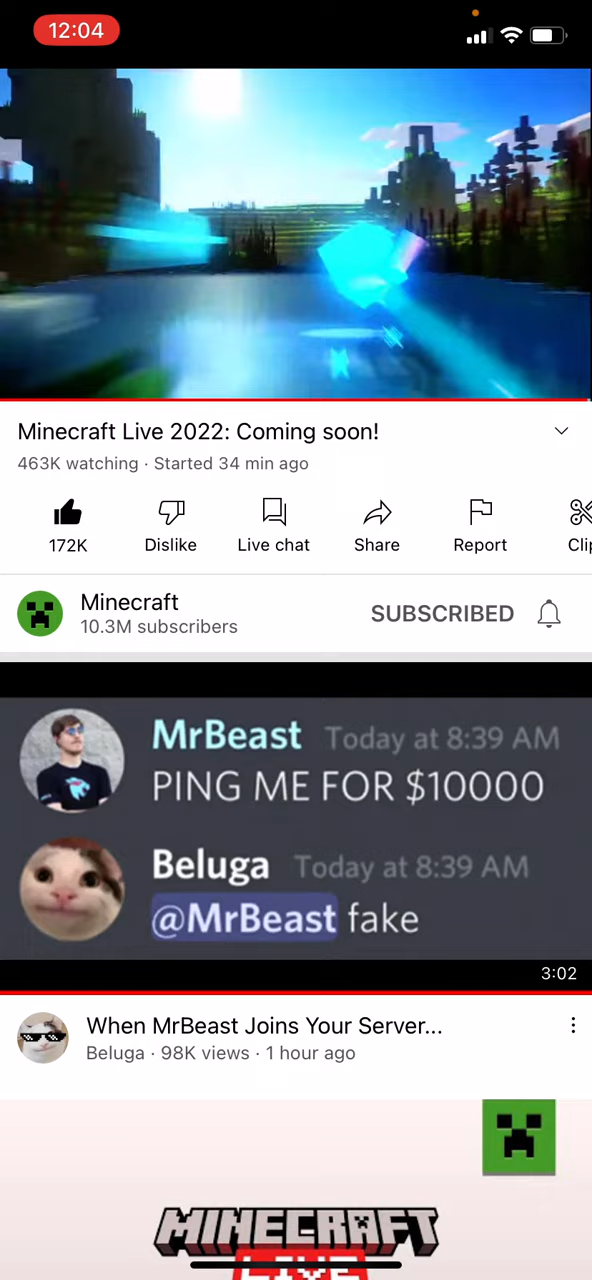 12:04
Minecraft Live 2022: Coming soon!
463K watching · Started 34 min ago
172K Dislike Live chat Share Report Clip
Minecraft
10.3M subscribers
SUBSCRIBED
MrBeast Today at 8:39 AM
PING ME FOR $10000
Beluga Today at 8:39 AM
@MrBeast fake
3:02
When MrBeast Joins Your Server...
Beluga · 98K views · 1 hour ago
MINECRAFT
LIVE